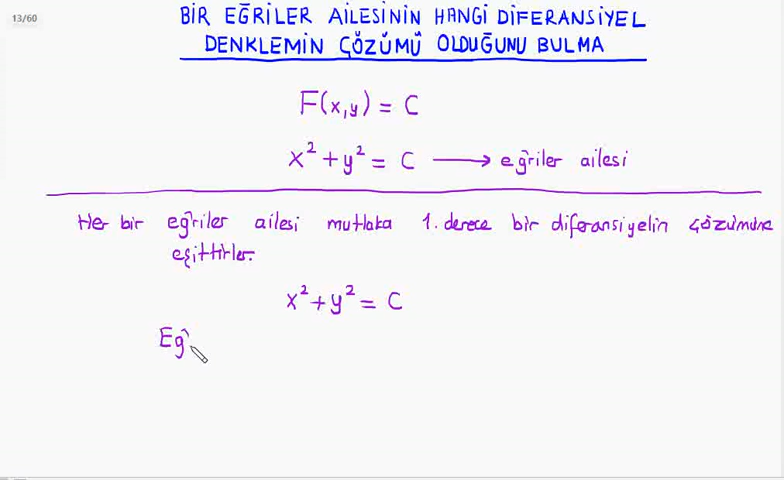 13/60
BİR EĞRİLER AİLESİNİN HANGİ DİFERANSİYEL
DENKLEMİN ÇÖZÜMÜ OLDUĞUNU BULMA
F(x,y) = C
x² + y² = C → eğriler ailesi
Her bir eğriler ailesi mutlaka 1. derece bir diferansiyelin çözümüne
eşittirler.
x² + y² = C
Eğ